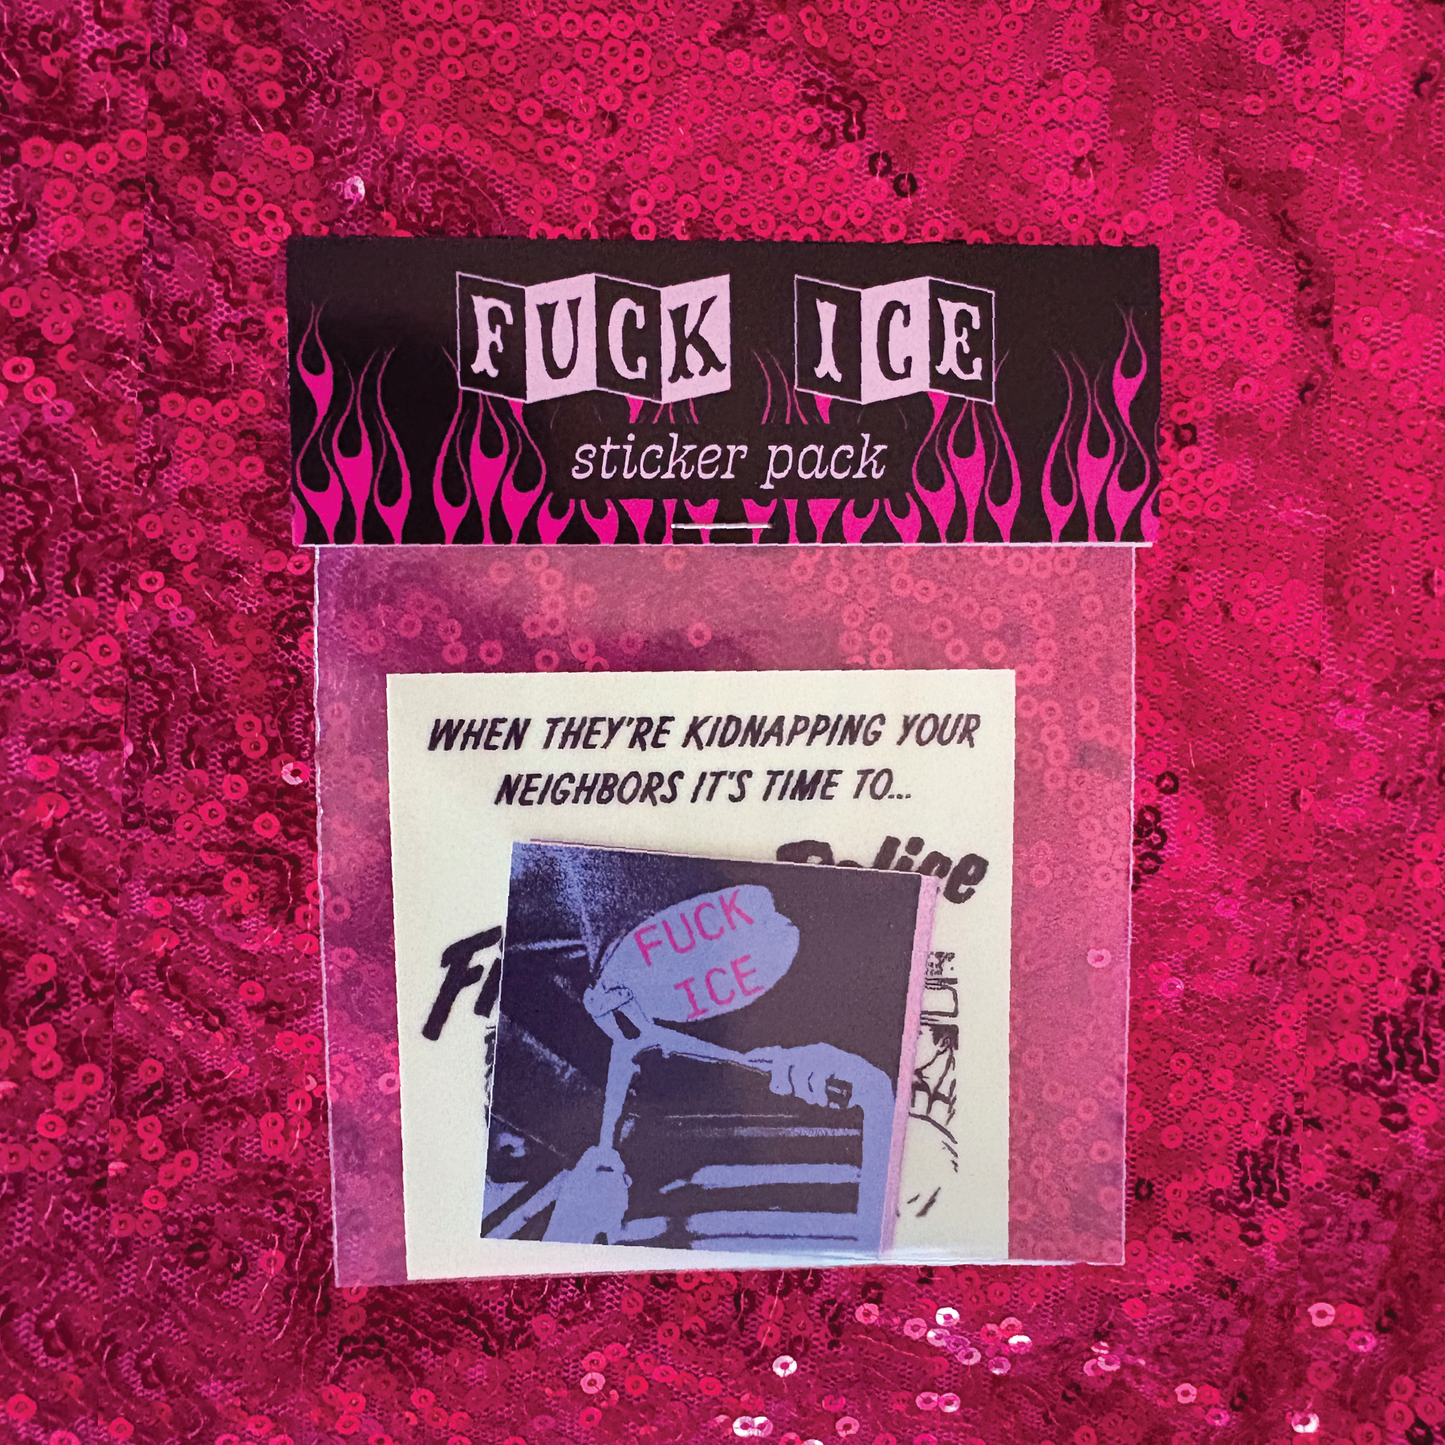 FUCK ICE
sticker pack
WHEN THEY'RE KIDNAPPING YOUR
NEIGHBORS IT'S TIME TO...
FUCK
ICE